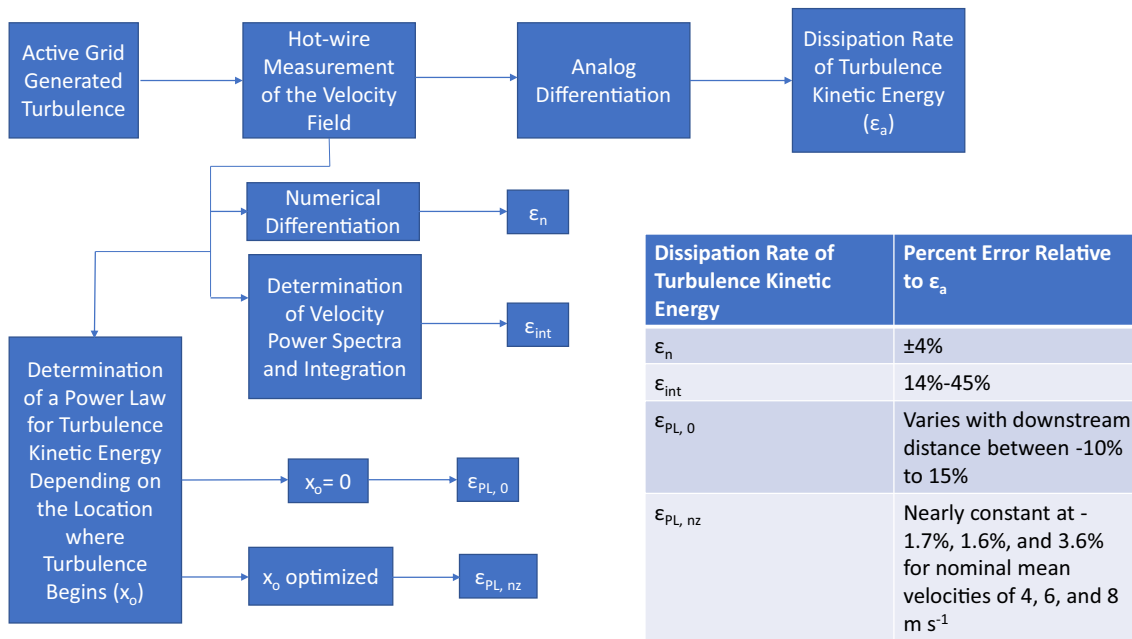 Active Grid
Generated
Turbulence
Hot-wire
Measurement
of the Velocity
Field
Analog
Differentiation
Dissipation Rate
of Turbulence
Kinetic Energy
(εa)
Numerical
Differentiation
εn
Determination
of Velocity
Power Spectra
and Integration
εint
Determination
of a Power Law
for Turbulence
Kinetic Energy
Depending on
the Location
where
Turbulence
Begins (xo)
xo= 0
εPL, 0
xo optimized
εPL, nz
Dissipation Rate of
Turbulence Kinetic
Energy
Percent Error Relative
to εa
εn
±4%
εint
14%-45%
εPL, 0
Varies with downstream
distance between -10%
to 15%
εPL, nz
Nearly constant at -
1.7%, 1.6%, and 3.6%
for nominal mean
velocities of 4, 6, and 8
m s-1